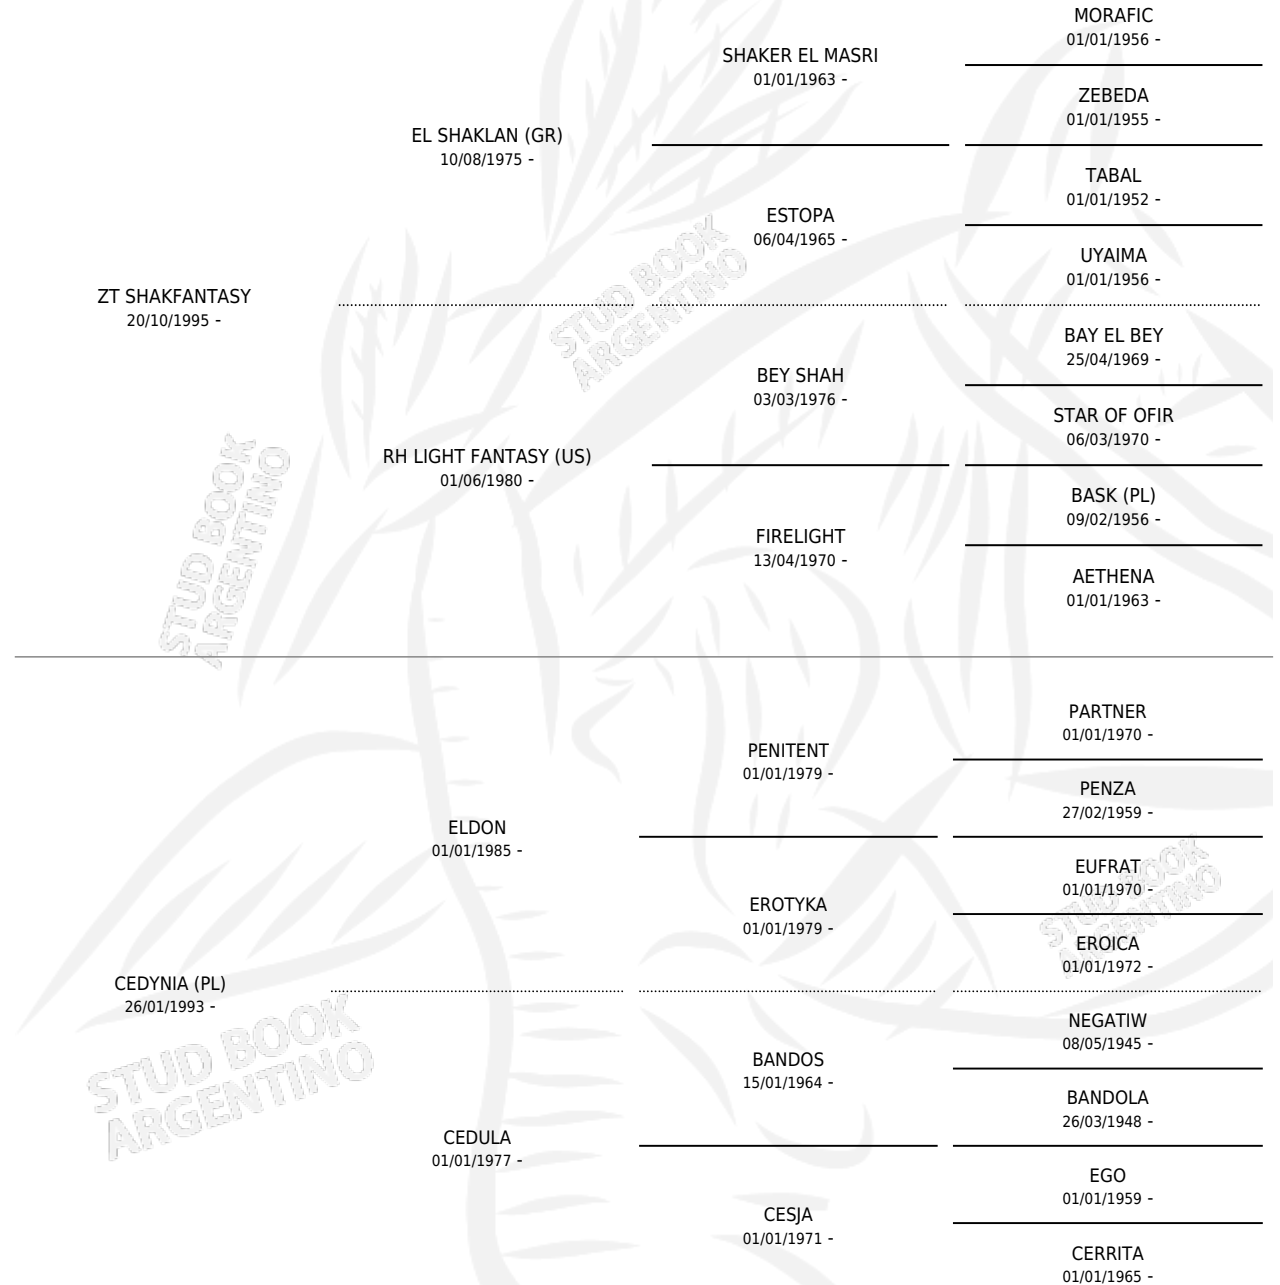 MORAFIC
01/01/1956 -
SHAKER EL MASRI
01/01/1963 -
ZEBEDA
01/01/1955 -
EL SHAKLAN (GR)
10/08/1975 -
TABAL
01/01/1952 -
ESTOPA
06/04/1965 -
UYAIMA
01/01/1956 -
ZT SHAKFANTASY
20/10/1995 -
BAY EL BEY
25/04/1969 -
BEY SHAH
03/03/1976 -
STAR OF OFIR
06/03/1970 -
RH LIGHT FANTASY (US)
01/06/1980 -
BASK (PL)
09/02/1956 -
FIRELIGHT
13/04/1970 -
AETHENA
01/01/1963 -
PARTNER
01/01/1970 -
PENITENT
01/01/1979 -
PENZA
27/02/1959 -
ELDON
01/01/1985 -
EUFRAT
01/01/1970 -
EROTYKA
01/01/1979 -
EROICA
01/01/1972 -
CEDYNIA (PL)
26/01/1993 -
NEGATIW
08/05/1945 -
BANDOS
15/01/1964 -
BANDOLA
26/03/1948 -
CEDULA
01/01/1977 -
EGO
01/01/1959 -
CESJA
01/01/1971 -
CERRITA
01/01/1965 -
STUD BOOK
ARGENTINO
STUD BOOK
ARGENTINO
STUD BOOK
ARGENTINO
STUD BOOK
ARGENTINO